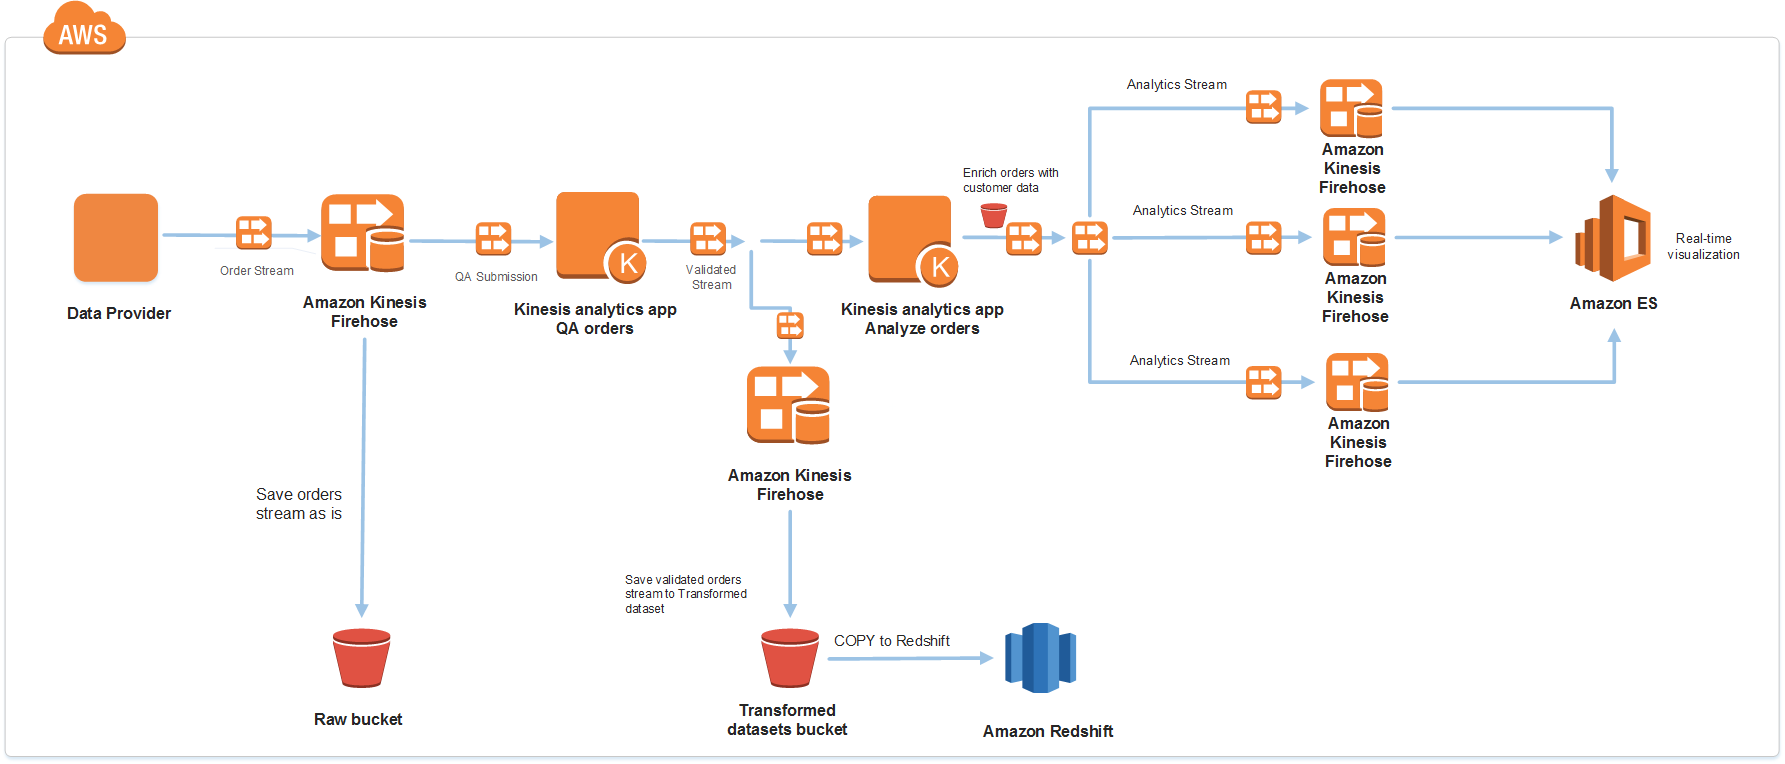 AWS
Analytics Stream
Amazon
Kinesis
Firehose
Enrich orders with
customer data
Analytics Stream
Amazon
Kinesis
Firehose
Real-time
visualization
Amazon ES
Order Stream
QA Submission
K
Validated
Stream
K
Data Provider
Amazon Kinesis
Firehose
Kinesis analytics app
QA orders
Kinesis analytics app
Analyze orders
Analytics Stream
Amazon
Kinesis
Firehose
Amazon Kinesis
Firehose
Save orders
stream as is
Save validated orders
stream to Transformed
dataset
COPY to Redshift
Raw bucket
Transformed
datasets bucket
Amazon Redshift